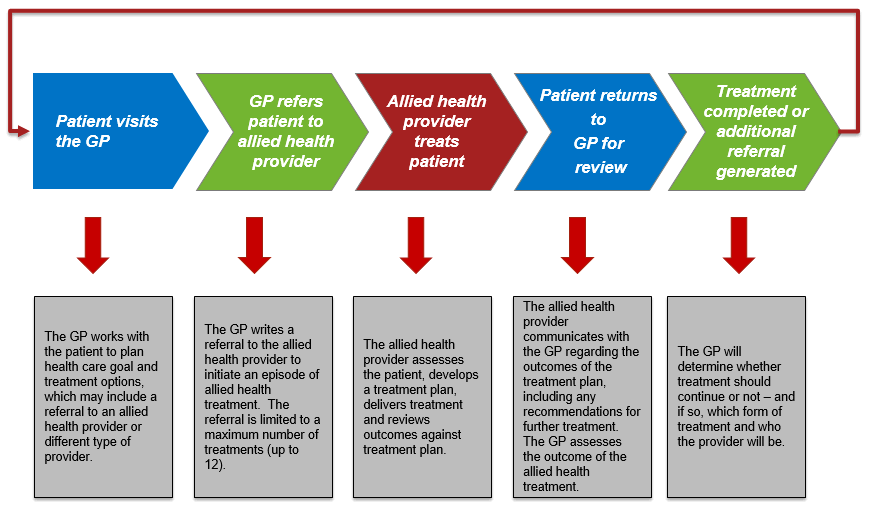 Patient visits
the GP
GP refers
patient to
allied health
provider
Allied health
provider
treats
patient
Patient returns
to
GP for
review
Treatment
completed or
additional
referral
generated
The GP works with
the patient to plan
health care goal and
treatment options,
which may include a
referral to an allied
health provider or
different type of
provider.
The GP writes a
referral to the allied
health provider to
initiate an episode of
allied health
treatment.  The
referral is limited to a
maximum number of
treatments (up to
12).
The allied health
provider assesses
the patient, develops
a treatment plan,
delivers treatment
and reviews
outcomes against
treatment plan.
The allied health
provider
communicates with
the GP regarding the
outcomes of the
treatment plan,
including any
recommendations for
further treatment.
The GP assesses
the outcome of the
allied health
treatment.
The GP will
determine whether
treatment should
continue or not – and
if so, which form of
treatment and who
the provider will be.